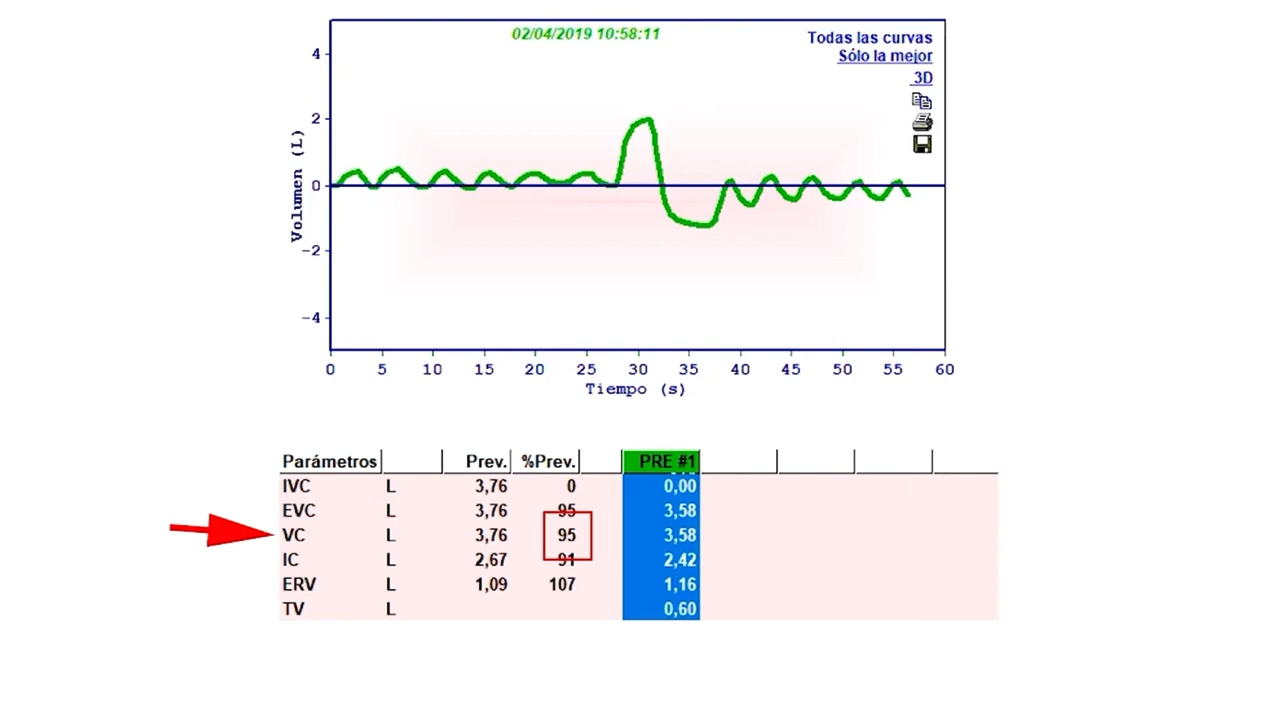 02/04/2019 10:58:11
Todas las curvas
Sólo la mejor
3D
Volumen (L)
4
2
0
-2
-4
0 5 10 15 20 25 30 35 40 45 50 55 60
Tiempo (s)
Parámetros Prev. %Prev. PRE #1
IVC L 3,76 0 0,00
EVC L 3,76 95 3,58
VC L 3,76 95 3,58
IC L 2,67 91 2,42
ERV L 1,09 107 1,16
TV L 0,60